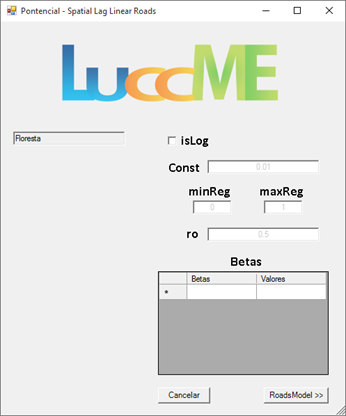 Pontencial - Spatial Lag Linear Roads
LuccME
Floresta
isLog
Const 0.01
minReg maxReg
0 1
ro 0.5
Betas
Betas Valores
*
Cancelar RoadsModel >>